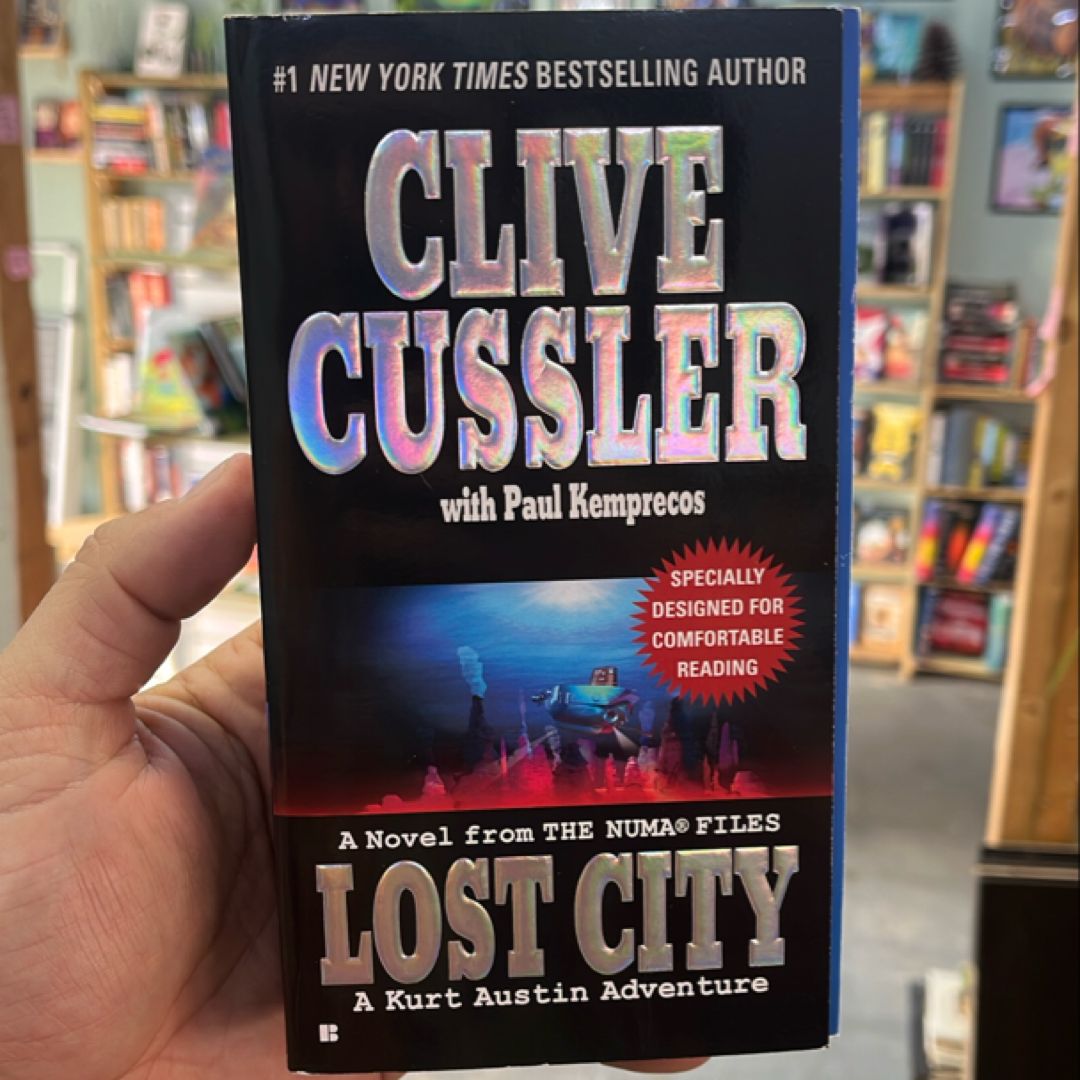 #1 NEW YORK TIMES BESTSELLING AUTHOR
CLIVE
CUSSLER
with Paul Kemprecos
SPECIALLY
DESIGNED FOR
COMFORTABLE
READING
A Novel from THE NUMA® FILES
LOST CITY
A Kurt Austin Adventure
B